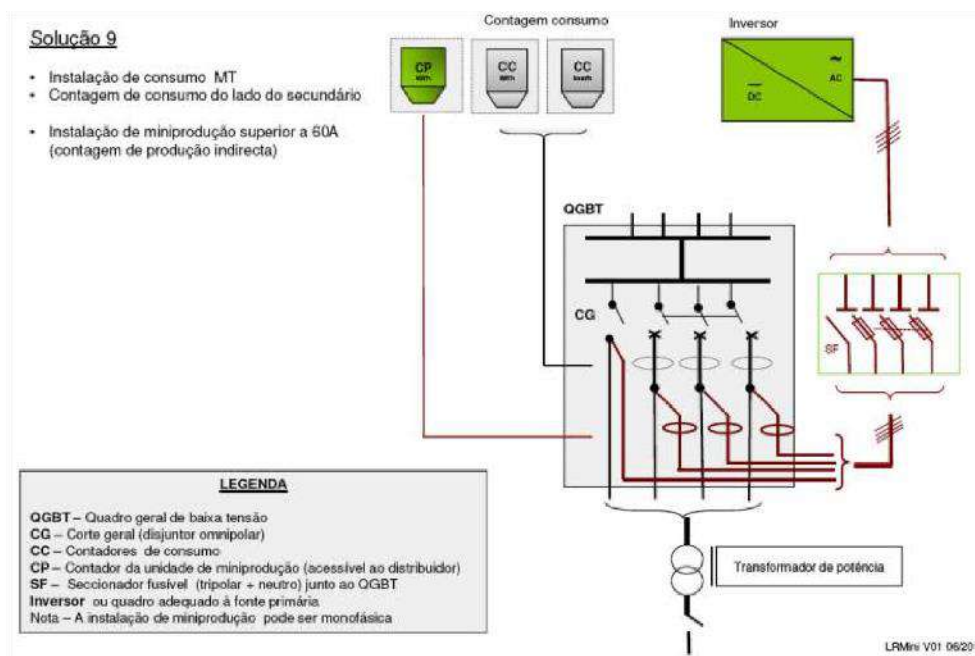 Solução 9
• Instalação de consumo MT
• Contagem de consumo do lado do secundário
• Instalação de miniprodução superior a 60A
(contagem de produção indirecta)
Contagem consumo
CP
CC
CC
Inversor
AC
DC
QGBT
CG
SF
LEGENDA
QGBT – Quadro geral de baixa tensão
CG – Corte geral (disjuntor omnipolar)
CC – Contadores de consumo
CP – Contador da unidade de miniprodução (acessível ao distribuidor)
SF – Seccionador fusível (tripolar + neutro) junto ao QGBT
Inversor ou quadro adequado à fonte primária
Nota – A instalação de miniprodução pode ser monofásica
Transformador de potência
LRMini V01 06/20